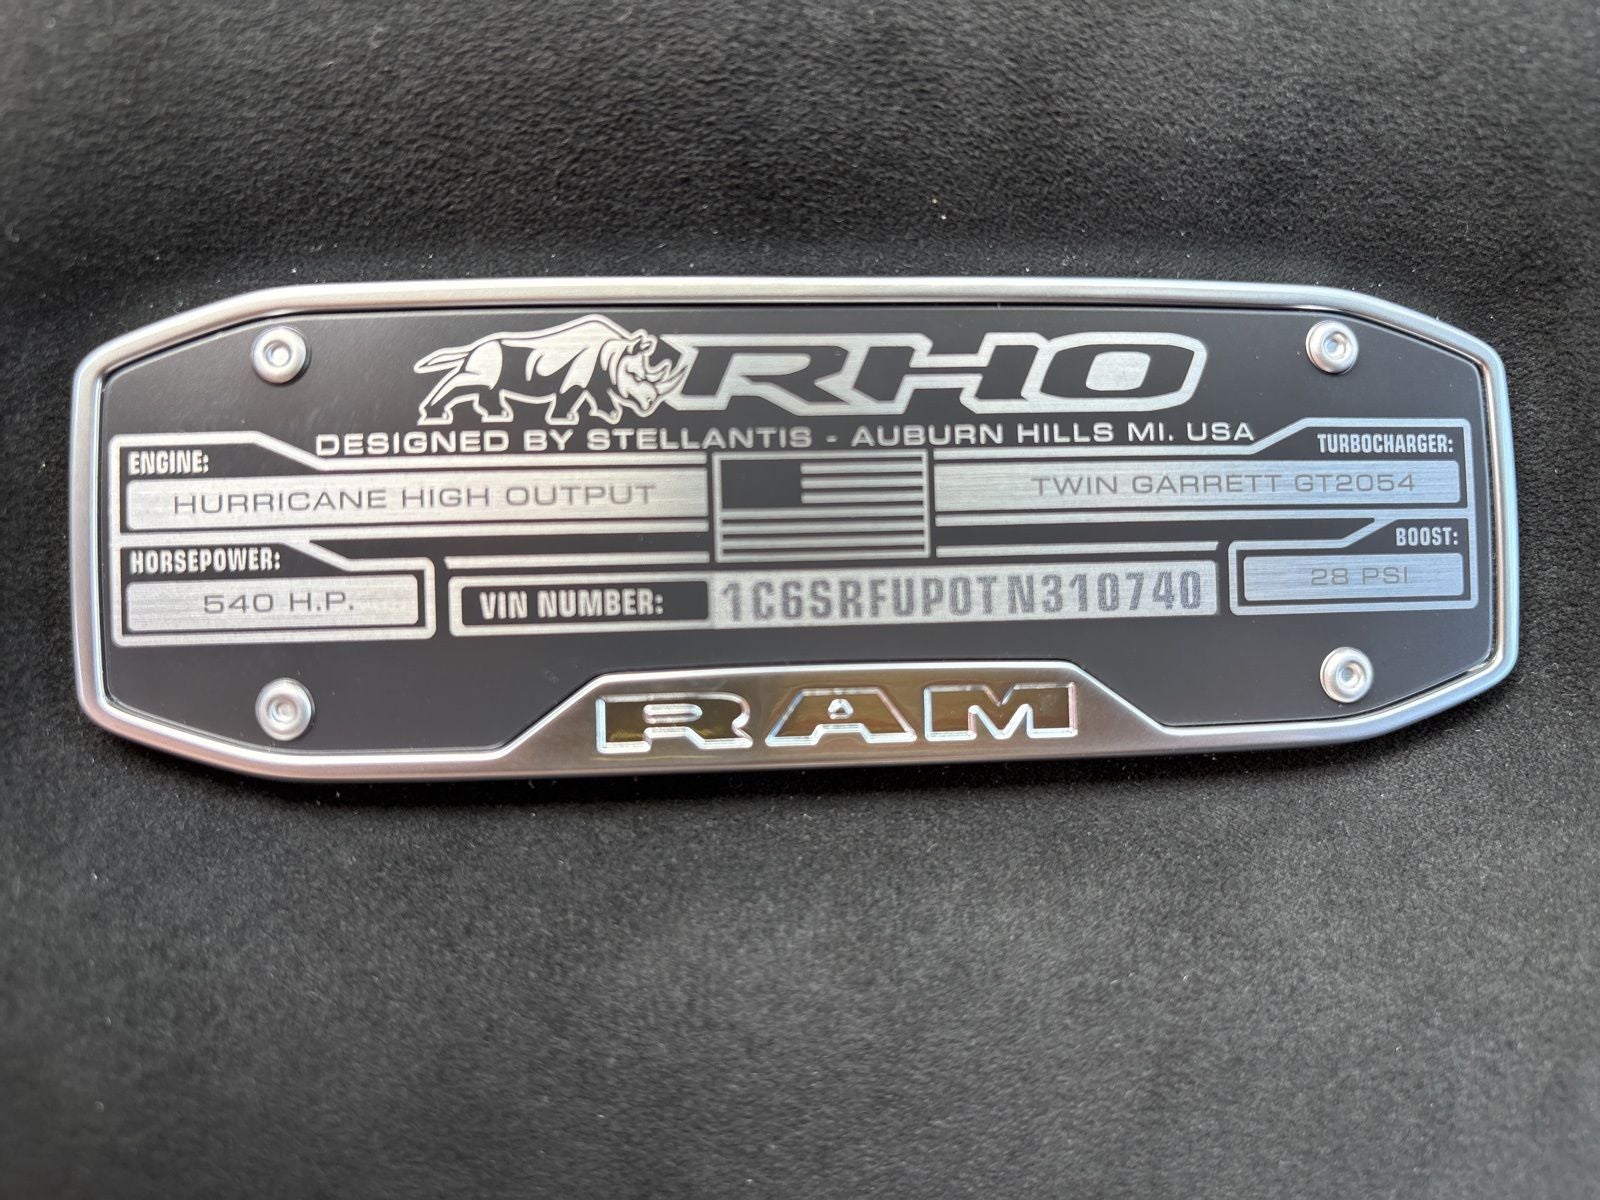 RHO
DESIGNED BY STELLANTIS - AUBURN HILLS MI. USA
ENGINE:
HURRICANE HIGH OUTPUT
TURBOCHARGER:
TWIN GARRETT GT2054
HORSEPOWER:
540 H.P.
VIN NUMBER: 1C6SRFUP0TN310740
BOOST:
28 PSI
RAM